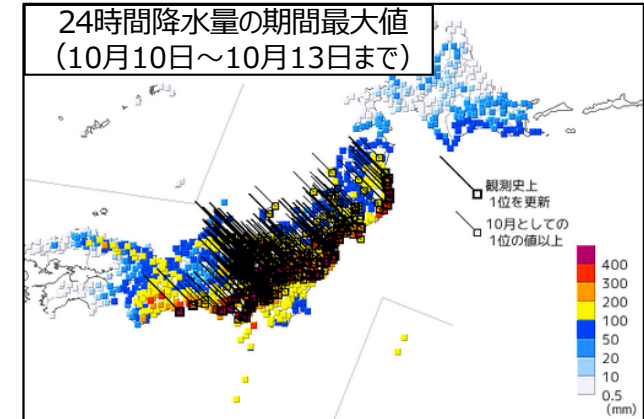 24時間降水量の期間最大値
（10月10日～10月13日まで）
観測史上
1位を更新
10月としての
1位の値以上
400
300
200
100
50
20
10
0.5
(mm)